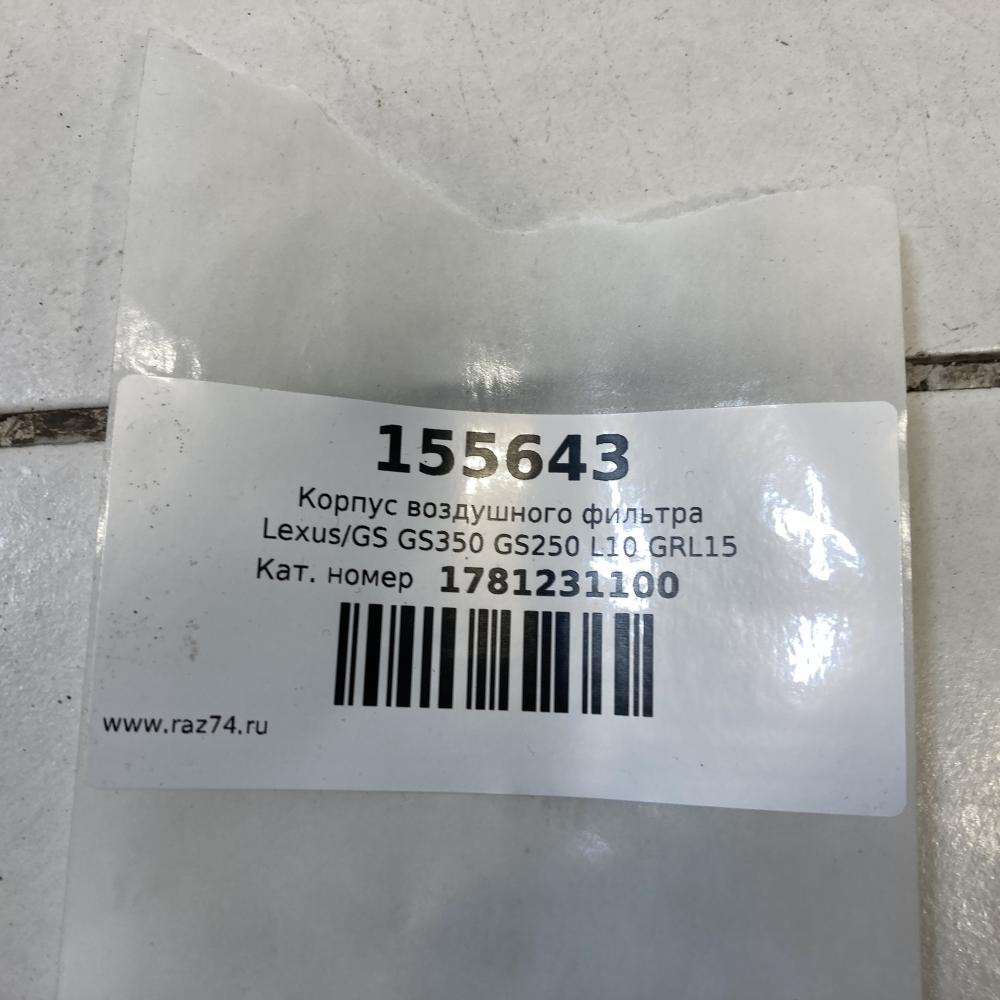 155643
Корпус воздушного фильтра
Lexus/GS GS350 GS250 L10 GRL15
Кат. номер 1781231100
www.raz74.ru